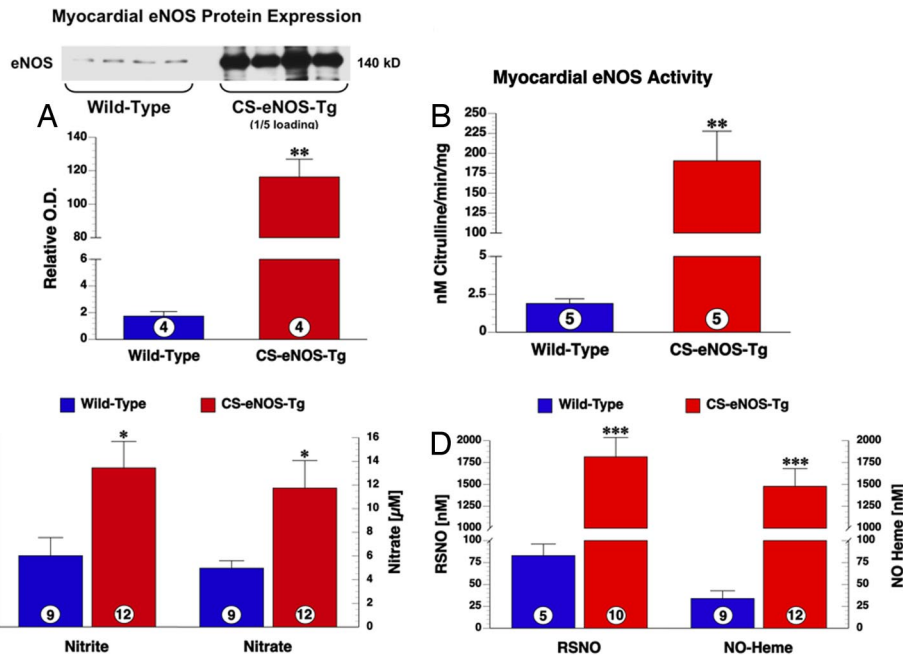 Myocardial eNOS Protein Expression
eNOS
140 kD
Wild-Type
CS-eNOS-Tg
(1/5 loading)
A
140
120
100
80
6
4
2
0
Relative O.D.
**
4
4
Wild-Type
CS-eNOS-Tg
Myocardial eNOS Activity
B
250
225
200
175
150
125
100
5
2.5
0
nM Citrulline/min/mg
**
5
5
Wild-Type
CS-eNOS-Tg
Wild-Type
CS-eNOS-Tg
*
*
9
12
9
12
Nitrite
Nitrate
16
14
12
10
8
6
4
2
0
Nitrate [µM]
Wild-Type
CS-eNOS-Tg
D
2000
1750
1500
1250
1000
100
75
50
25
0
RSNO [nM]
***
***
5
10
9
12
RSNO
NO-Heme
2000
1750
1500
1250
1000
100
75
50
25
0
NO Heme [nM]